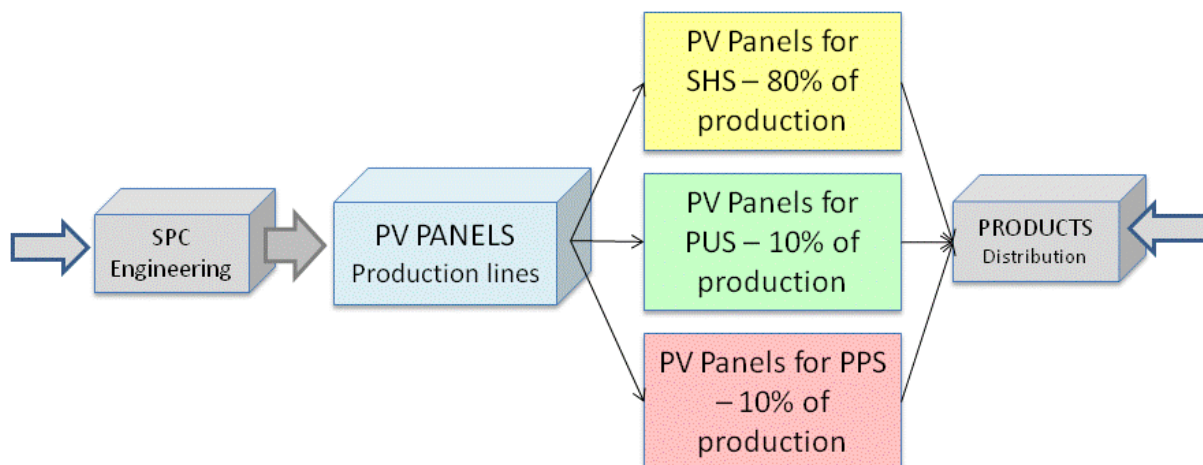 SPC
Engineering
PV PANELS
Production lines
PV Panels for
SHS – 80% of
production
PV Panels for
PUS – 10% of
production
PV Panels for PPS
– 10% of
production
PRODUCTS
Distribution